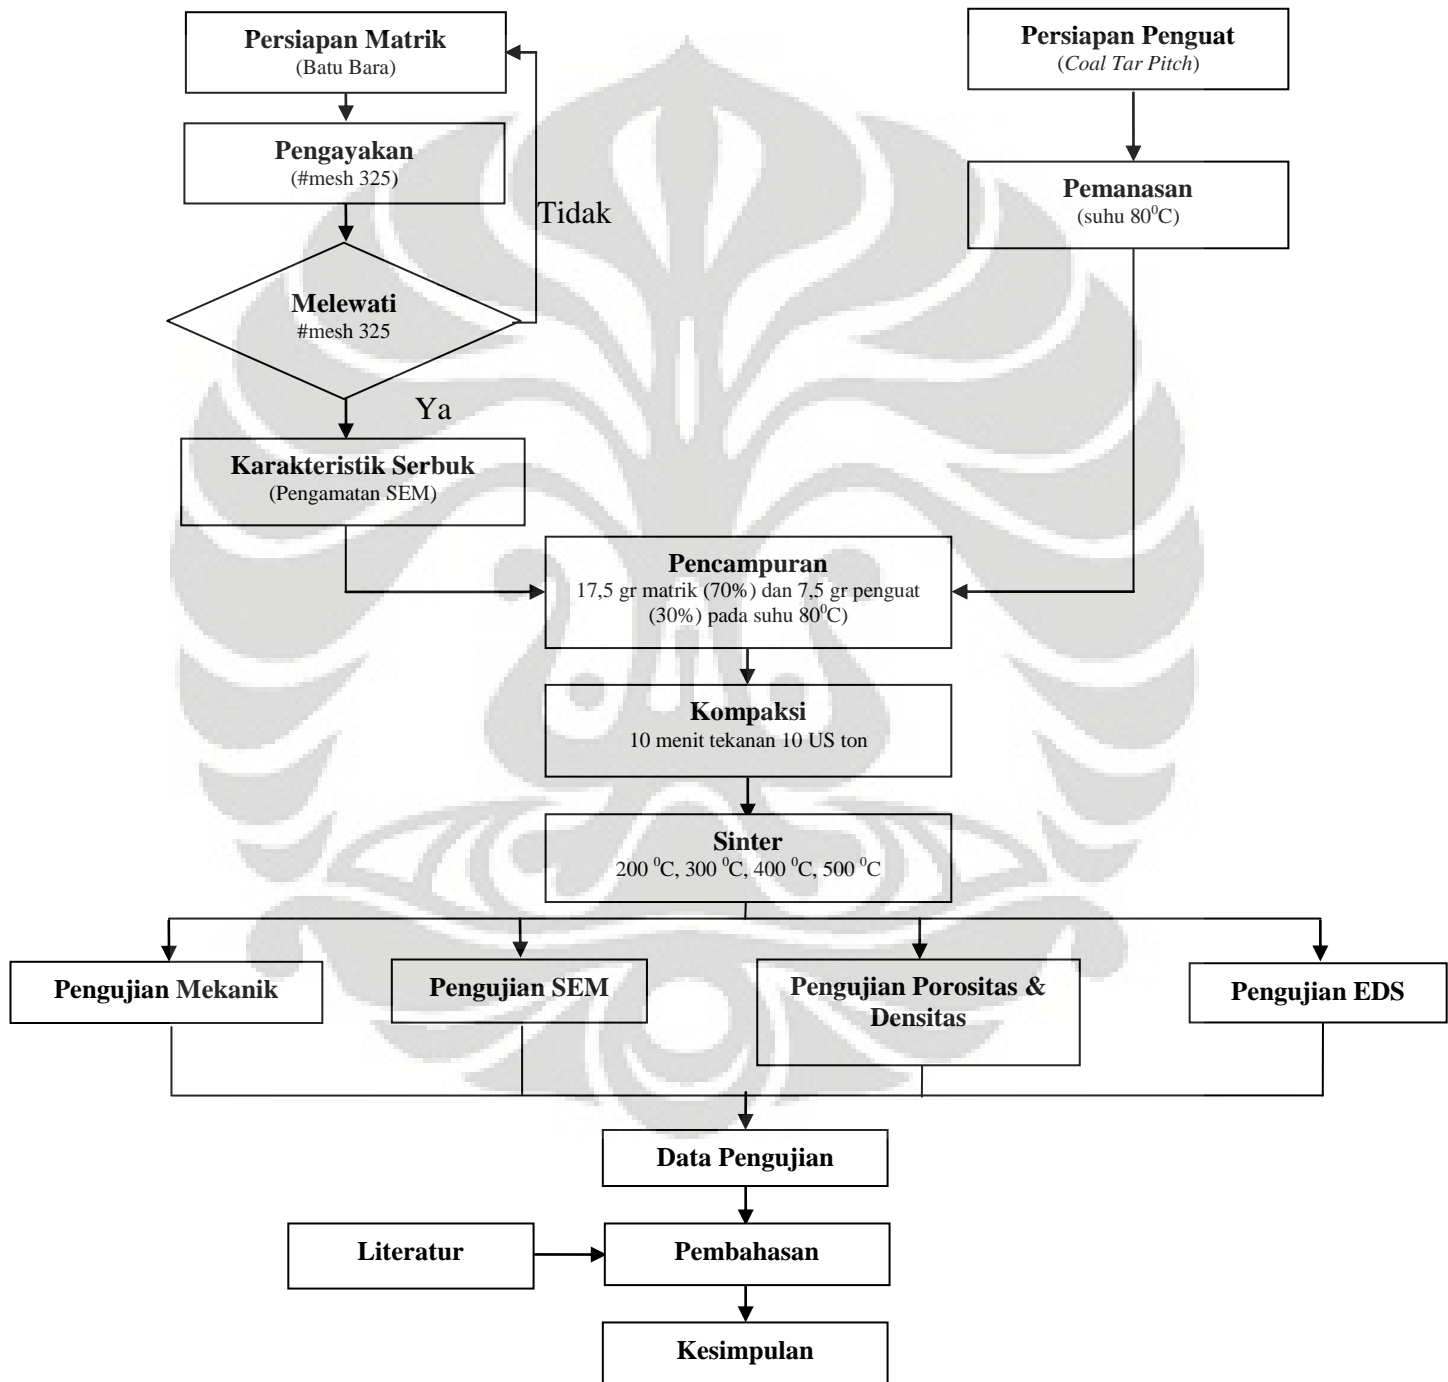 Persiapan Matrik
(Batu Bara)
Pengayakan
(#mesh 325)
Tidak
Melewati
#mesh 325
Ya
Karakteristik Serbuk
(Pengamatan SEM)
Persiapan Penguat
(Coal Tar Pitch)
Pemanasan
(suhu 80⁰C)
Pencampuran
17,5 gr matrik (70%) dan 7,5 gr penguat
(30%) pada suhu 80⁰C)
Kompaksi
10 menit tekanan 10 US ton
Sinter
200 ⁰C, 300 ⁰C, 400 ⁰C, 500 ⁰C
Pengujian Mekanik
Pengujian SEM
Pengujian Porositas &
Densitas
Pengujian EDS
Data Pengujian
Literatur
Pembahasan
Kesimpulan